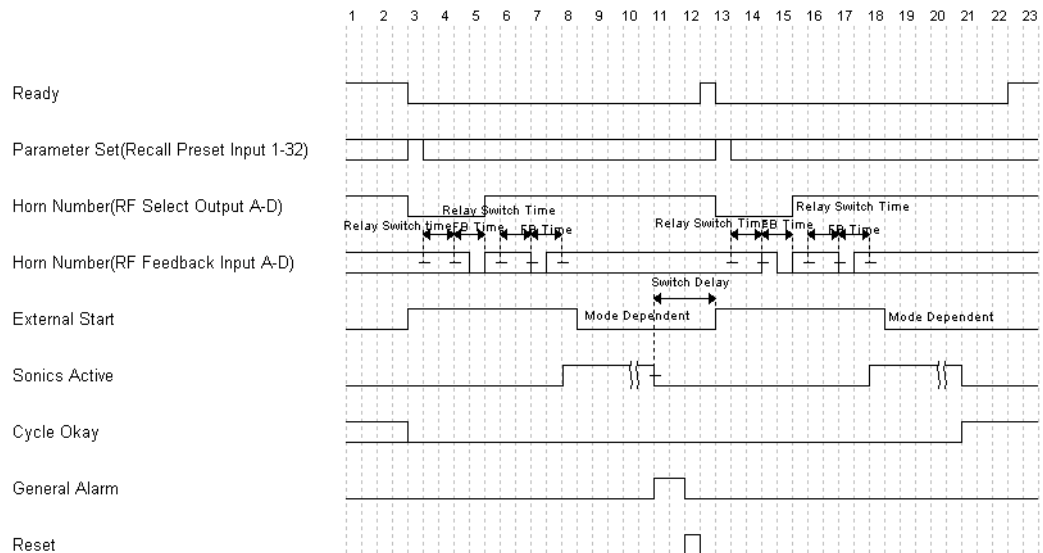 1 2 3 4 5 6 7 8 9 10 11 12 13 14 15 16 17 18 19 20 21 22 23
Ready
Parameter Set(Recall Preset Input 1-32)
Horn Number(RF Select Output A-D)
Relay Switch Time
Relay Switch Time
Relay Switch time
FB Time
FB Time
Relay Switch Time
FB Time
FB Time
Horn Number(RF Feedback Input A-D)
Switch Delay
External Start
Mode Dependent
Mode Dependent
Sonics Active
Cycle Okay
General Alarm
Reset